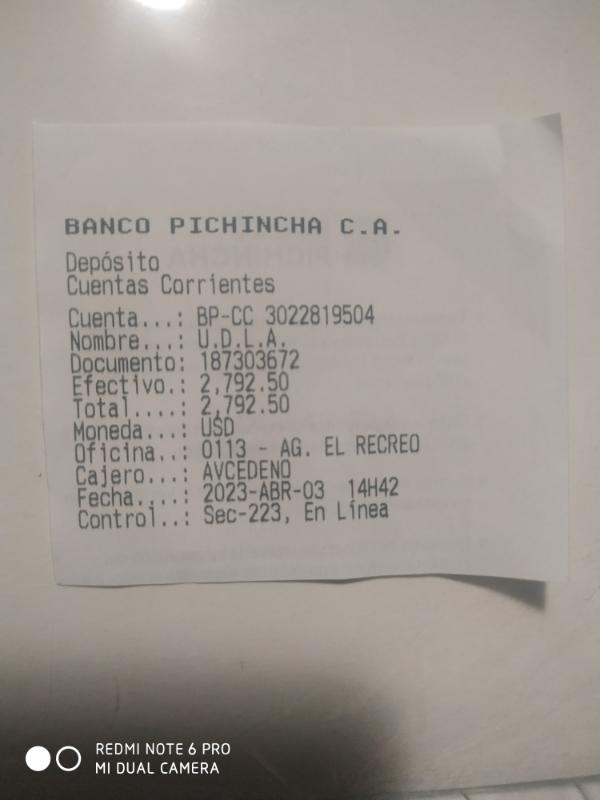 BANCO PICHINCHA C.A.
Depósito
Cuentas Corrientes
Cuenta...: BP-CC 3022819504
Nombre...: U.D.L.A.
Documento: 187303672
Efectivo.: 2,792.50
Total....: 2,792.50
Moneda...: USD
Oficina..: 0113 - AG. EL RECREO
Cajero...: AVCEDENO
Fecha....: 2023-ABR-03 14H42
Control..: Sec-223, En Línea
REDMI NOTE 6 PRO
MI DUAL CAMERA